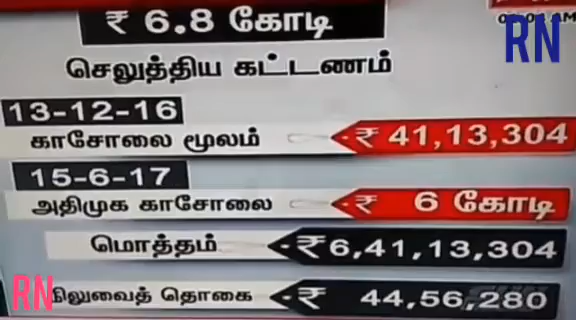 ₹ 6.8 கோடி
RN
செலுத்திய கட்டணம்
13-12-16
காசோலை மூலம் ₹ 41,13,304
15-6-17
அதிமுக காசோலை ₹ 6 கோடி
மொத்தம் ₹6,41,13,304
RN
நிலுவைத் தொகை ₹ 44,56,280